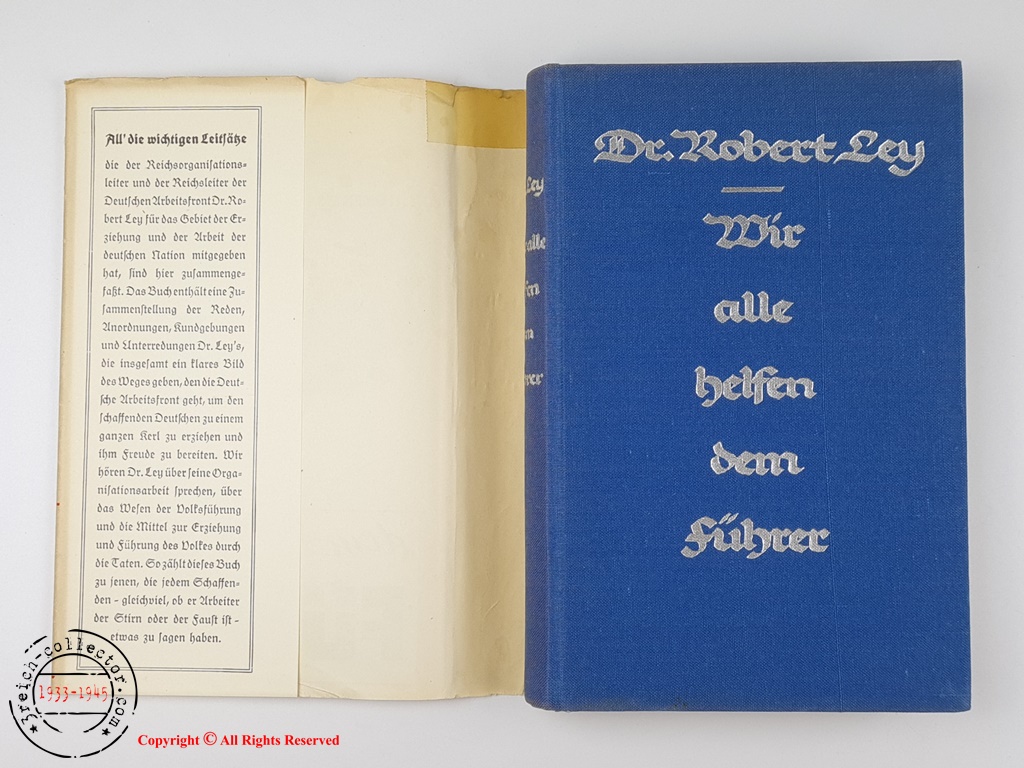 All' die wichtigen Leitsätze
die der Reichsorganisations-
leiter und der Reichsleiter der
Deutschen Arbeitsfront Dr. Ro-
bert Ley für das Gebiet der Er-
ziehung und der Arbeit der
deutschen Nation mitgegeben
hat, sind hier zusammenge-
faßt. Das Buch enthält eine Zu-
sammenstellung der Reden,
Anordnungen, Kundgebungen
und Unterredungen Dr. Ley's,
die insgesamt ein klares Bild
des Weges geben, den die Deut-
sche Arbeitsfront geht, um den
schaffenden Deutschen zu einem
ganzen Kerl zu erziehen und
ihm Freude zu bereiten. Wir
hören Dr. Ley über seine Orga-
nisationsarbeit sprechen, über
das Wesen der Volksführung
und die Mittel zur Erziehung
und Führung des Volkes durch
die Taten. So zählt dieses Buch
zu jenen, die jedem Schaffen-
den - gleichviel, ob er Arbeiter
der Stirn oder der Faust ist -
etwas zu sagen haben.
Ley
alle
fen
m
rer
Dr. Robert Ley
Wir
alle
helfen
dem
Führer
3reich-collector.com
1933-1945
Copyright © All Rights Reserved